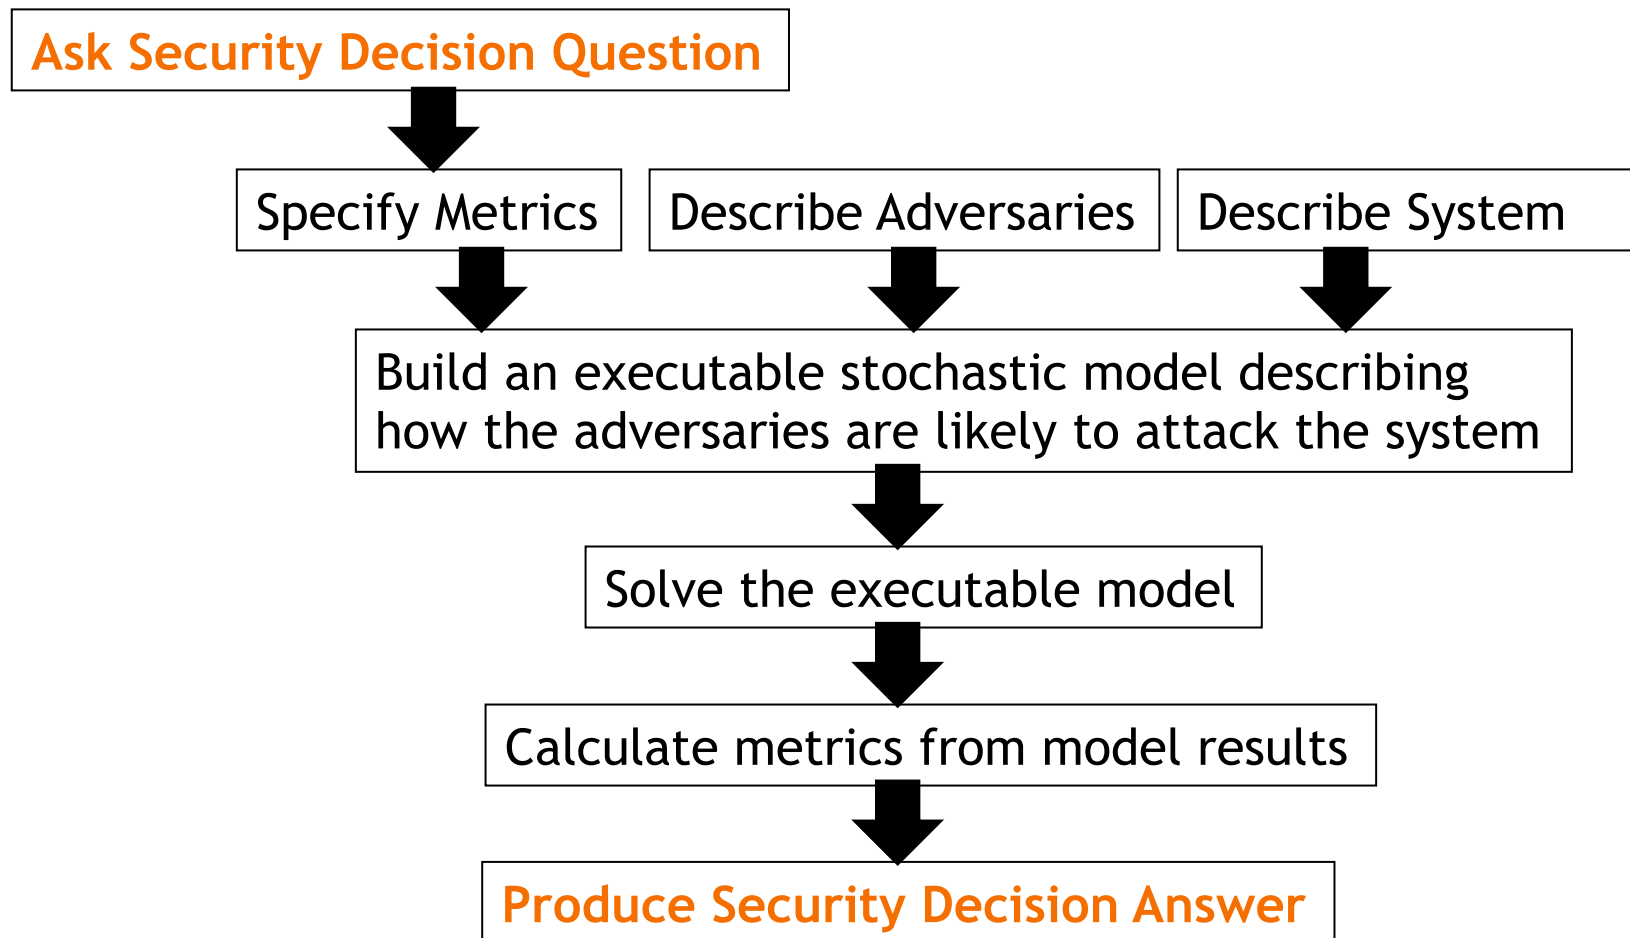 Ask Security Decision Question
Specify Metrics
Describe Adversaries
Describe System
Build an executable stochastic model describing
how the adversaries are likely to attack the system
Solve the executable model
Calculate metrics from model results
Produce Security Decision Answer